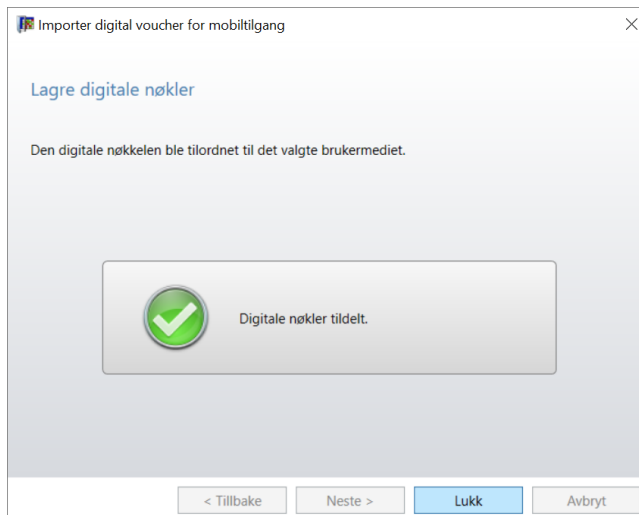 Importer digital voucher for mobiltilgang
Lagre digitale nøkler
Den digitale nøkkelen ble tilordnet til det valgte brukermediet.
Digitale nøkler tildelt.
< Tillbake
Neste >
Lukk
Avbryt